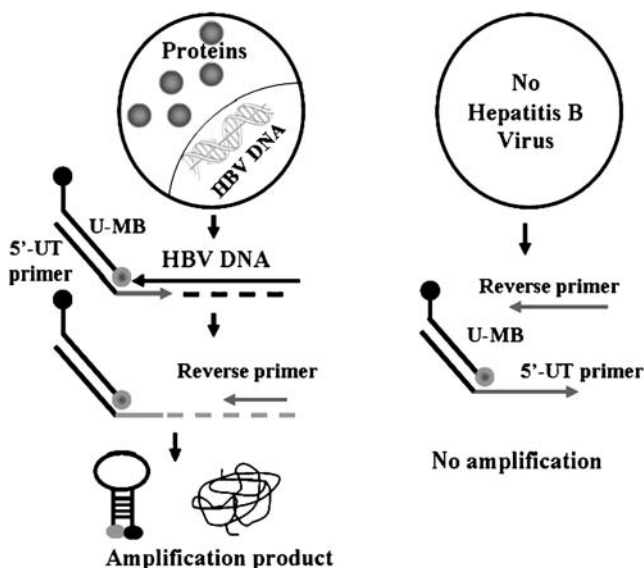 Proteins
HBV DNA
U-MB
5'-UT
primer
HBV DNA
Reverse primer
Amplification product
No
Hepatitis B
Virus
Reverse primer
U-MB
5'-UT primer
No amplification